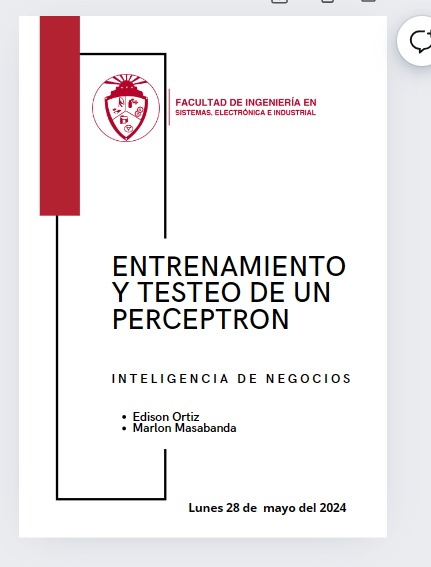 FACULTAD DE INGENIERÍA EN
SISTEMAS, ELECTRÓNICA E INDUSTRIAL
ENTRENAMIENTO
Y TESTEO DE UN
PERCEPTRON
INTELIGENCIA DE NEGOCIOS
• Edison Ortiz
• Marlon Masabanda
Lunes 28 de mayo del 2024